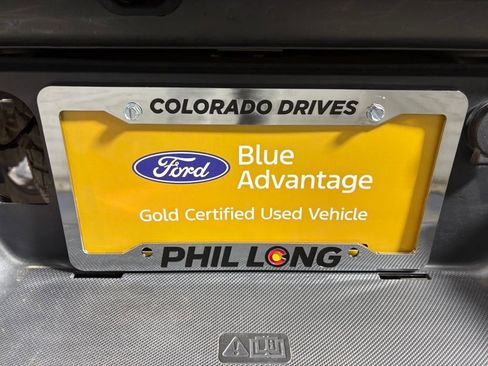 COLORADO DRIVES
Ford
Blue
Advantage
Gold Certified Used Vehicle
PHIL LONG